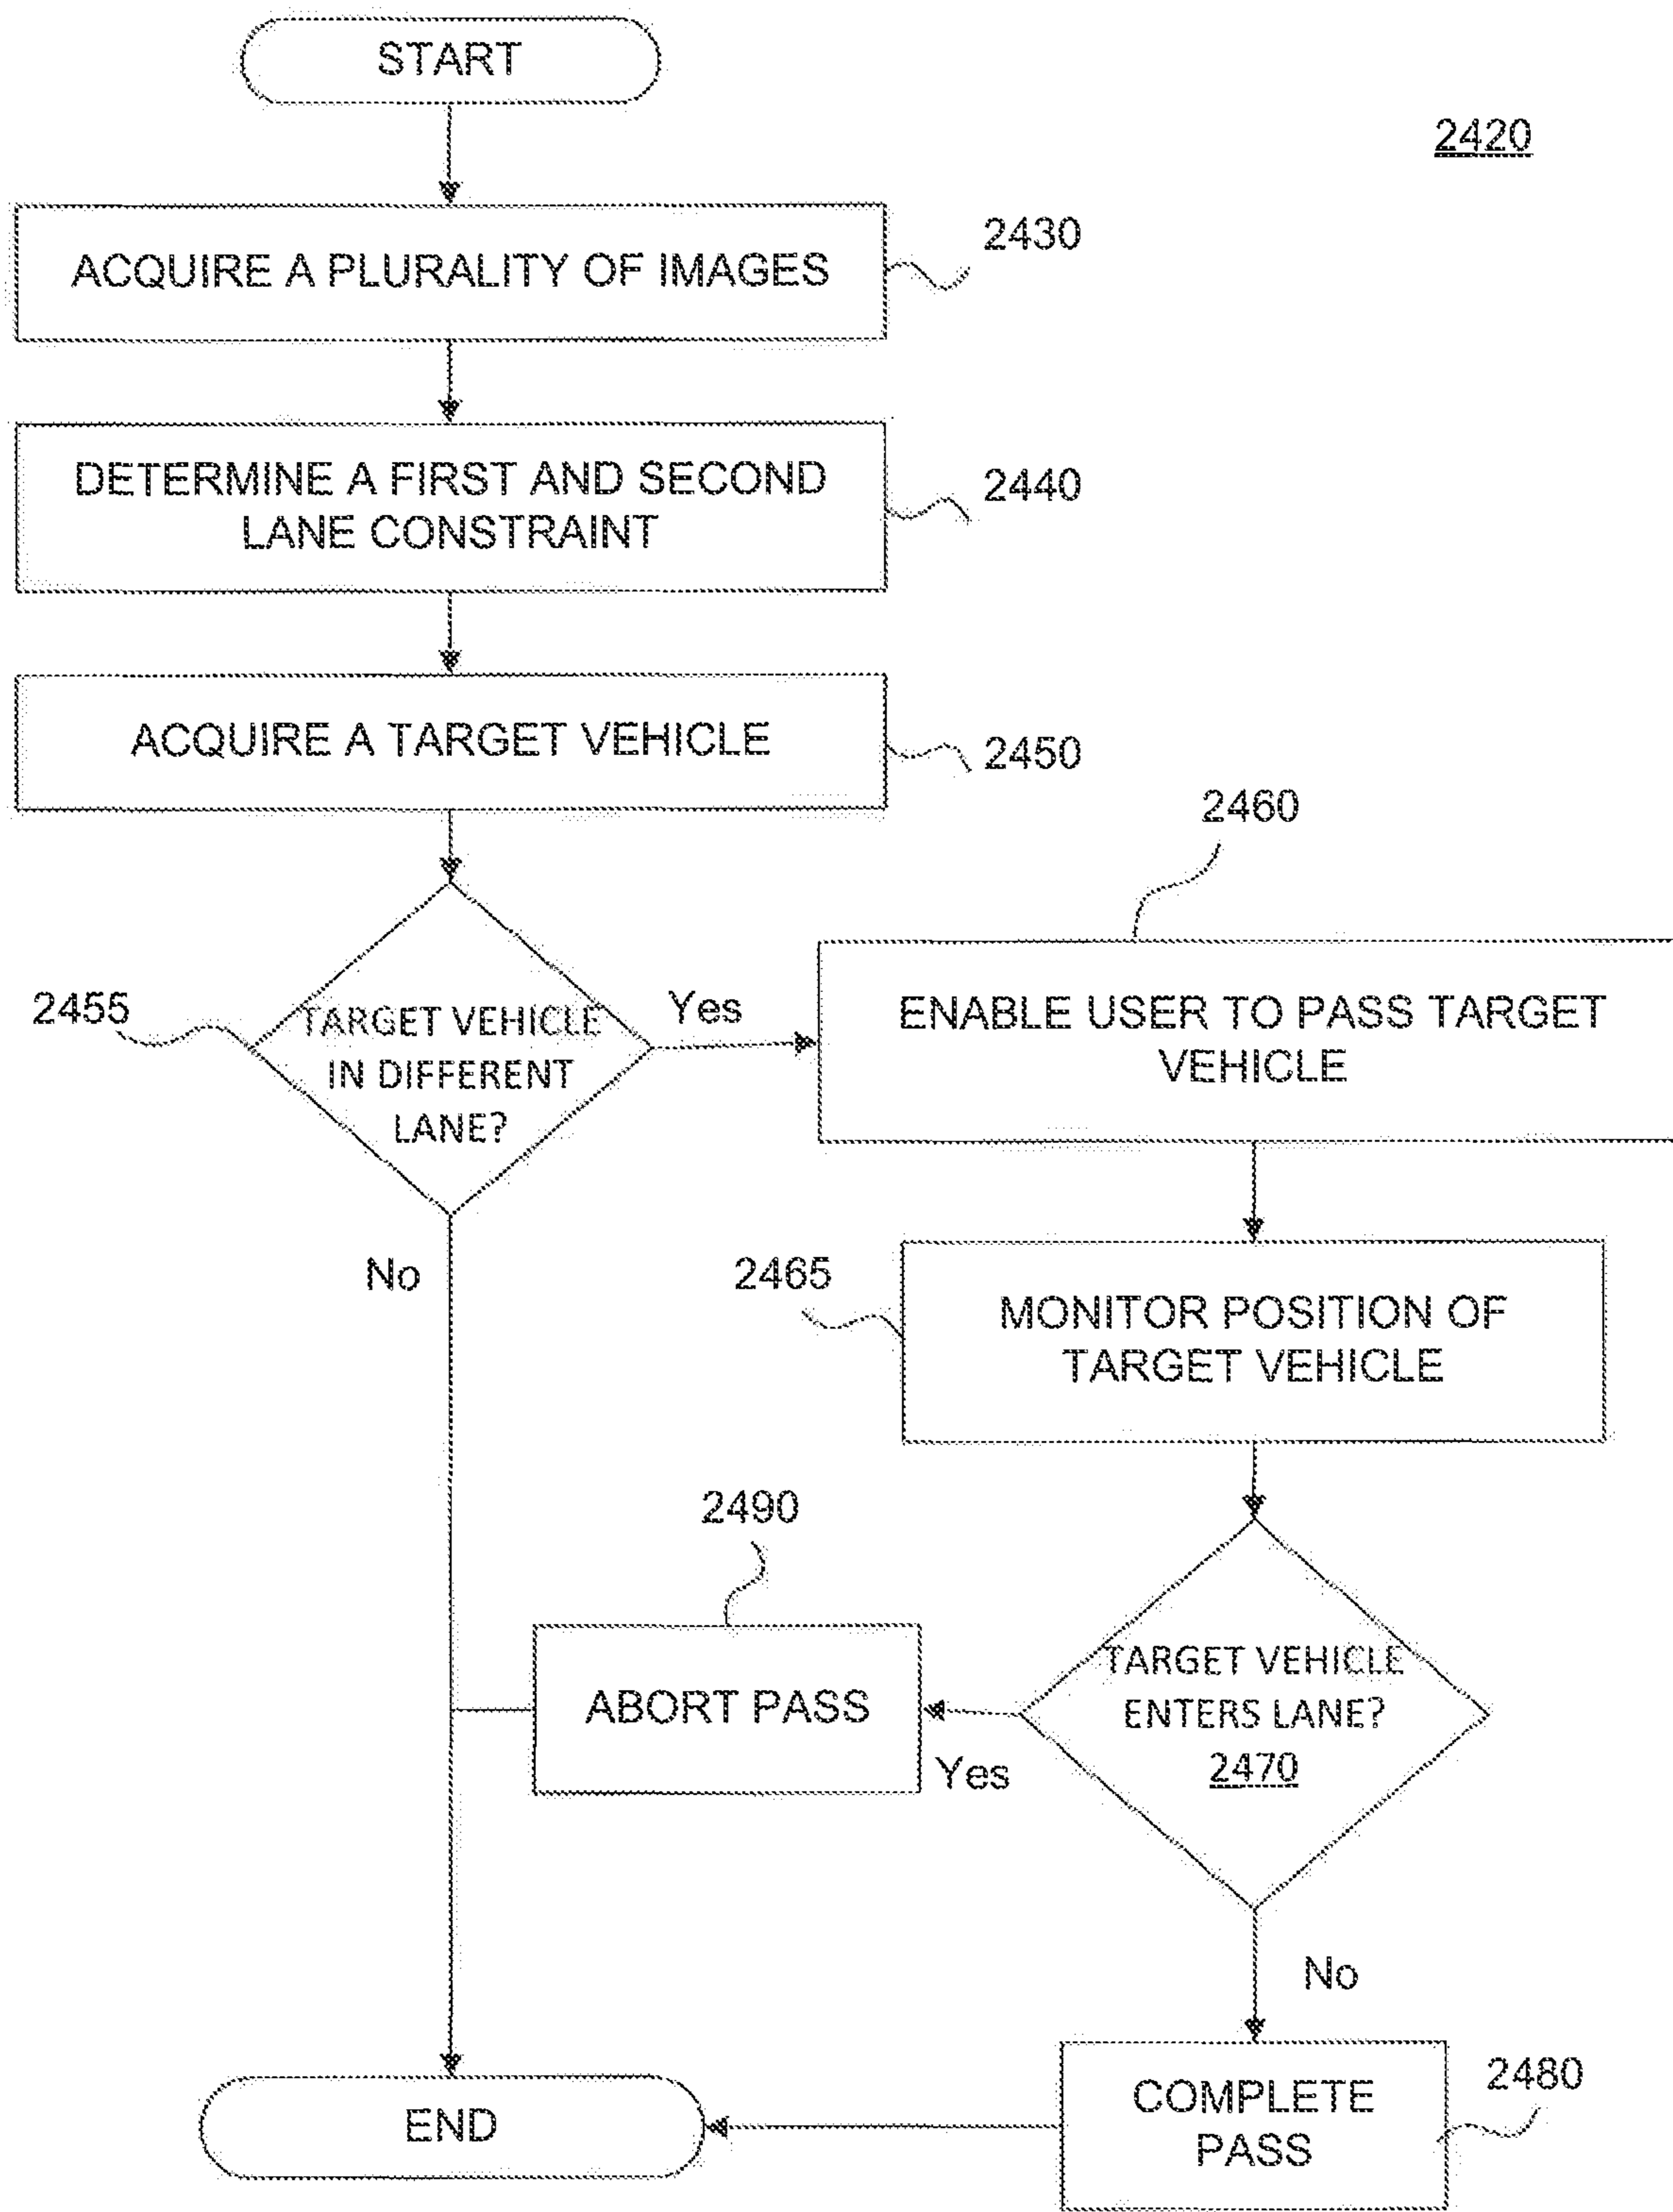 START
2420
ACQUIRE A PLURALITY OF IMAGES
2430
DETERMINE A FIRST AND SECOND
LANE CONSTRAINT
2440
ACQUIRE A TARGET VEHICLE
2450
2455
TARGET VEHICLE
IN DIFFERENT
LANE?
Yes
No
2460
ENABLE USER TO PASS TARGET
VEHICLE
2465
MONITOR POSITION OF
TARGET VEHICLE
TARGET VEHICLE
ENTERS LANE?
2470
Yes
2490
ABORT PASS
No
2480
COMPLETE
PASS
END